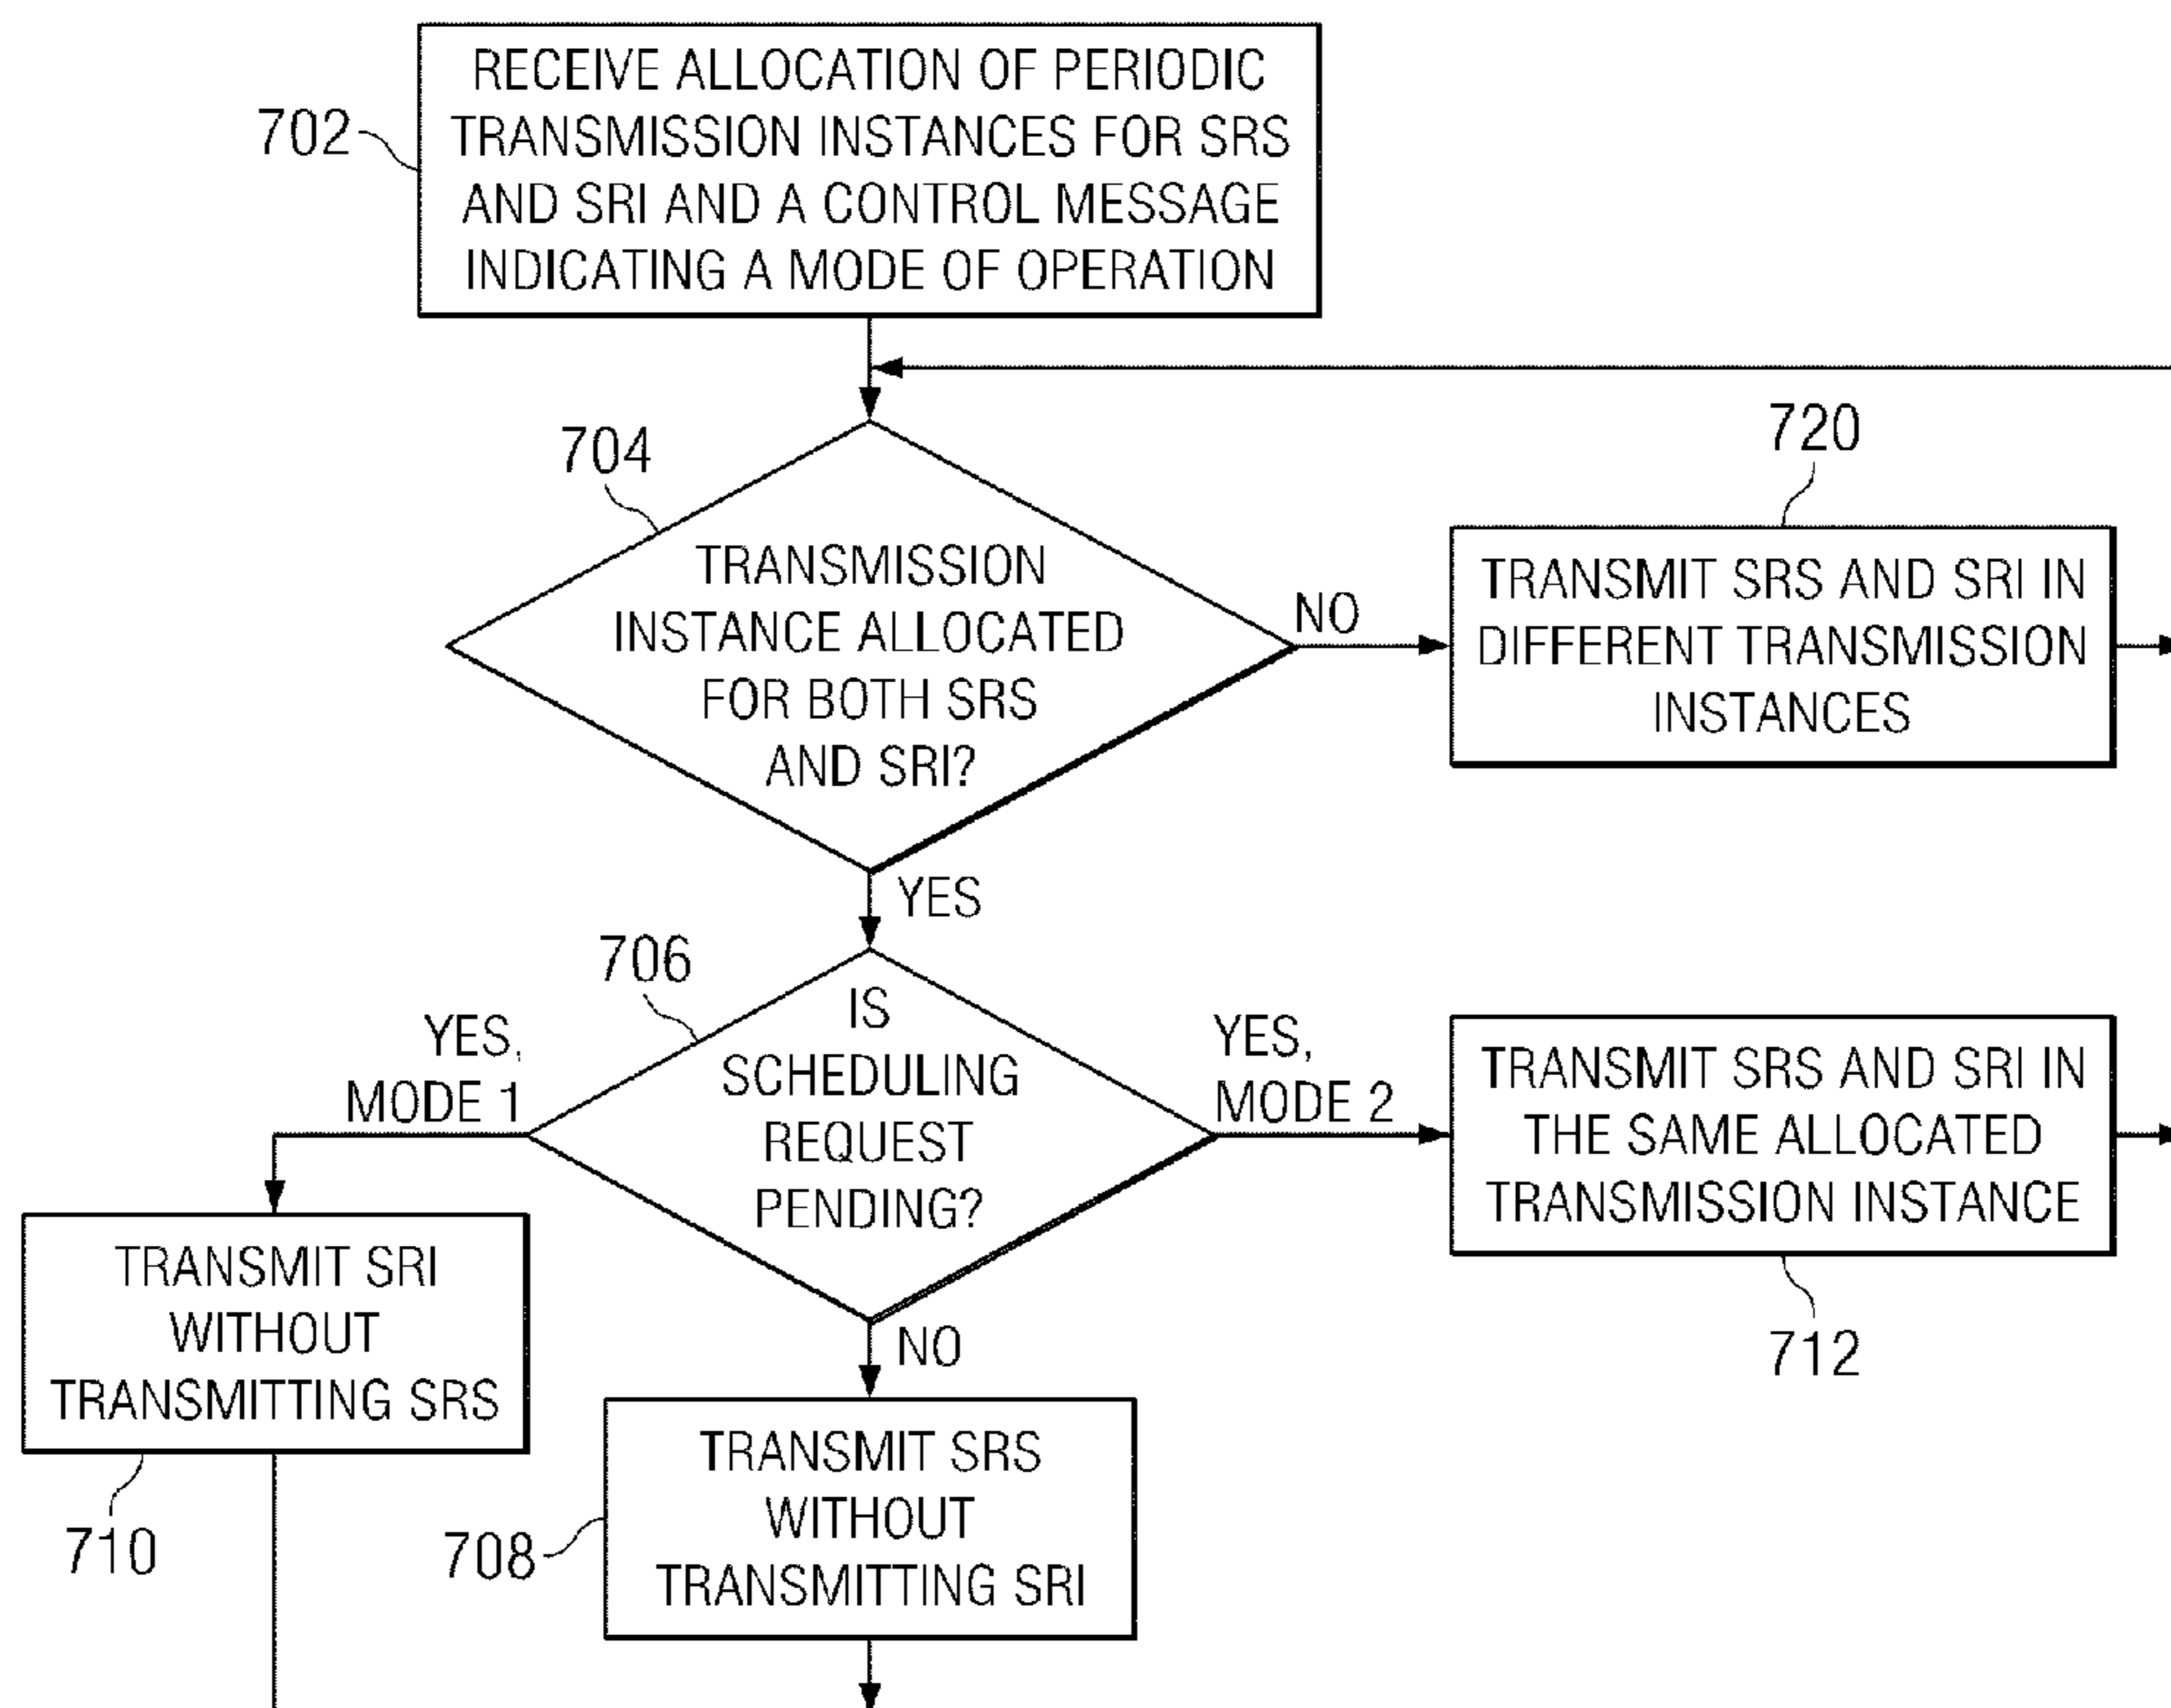 RECEIVE ALLOCATION OF PERIODIC
TRANSMISSION INSTANCES FOR SRS
AND SRI AND A CONTROL MESSAGE
INDICATING A MODE OF OPERATION
702
704
TRANSMISSION
INSTANCE ALLOCATED
FOR BOTH SRS
AND SRI?
NO
720
TRANSMIT SRS AND SRI IN
DIFFERENT TRANSMISSION
INSTANCES
YES
706
IS
SCHEDULING
REQUEST
PENDING?
YES,
MODE 1
YES,
MODE 2
TRANSMIT SRS AND SRI IN
THE SAME ALLOCATED
TRANSMISSION INSTANCE
712
TRANSMIT SRI
WITHOUT
TRANSMITTING SRS
710
NO
TRANSMIT SRS
WITHOUT
TRANSMITTING SRI
708